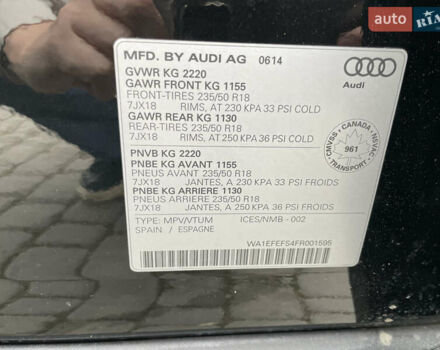 AUTO RIA
MFD. BY AUDI AG 0614
GVWR KG 2220
GAWR FRONT KG 1155
FRONT-TIRES 235/50 R18
7JX18 RIMS, AT 230 KPA 33 PSI COLD
GAWR REAR KG 1130
REAR-TIRES 235/50 R18
7JX18 RIMS, AT 250 KPA 36 PSI COLD
Audi
PNVB KG 2220
PNBE KG AVANT 1155
PNEUS AVANT 235/50 R18
7JX18 JANTES, A 230 KPA 33 PSI FROIDS
PNBE KG ARRIERE 1130
PNEUS ARRIERE 235/50 R18
7JX18 JANTES, A 250 KPA 36 PSI FROIDS
CANADA
CMVSS
NSVAC
961
TRANSPORT
TYPE: MPV/VTUM ICES/NMB - 002
SPAIN / ESPAGNE
WA1EFEFS4FR001595